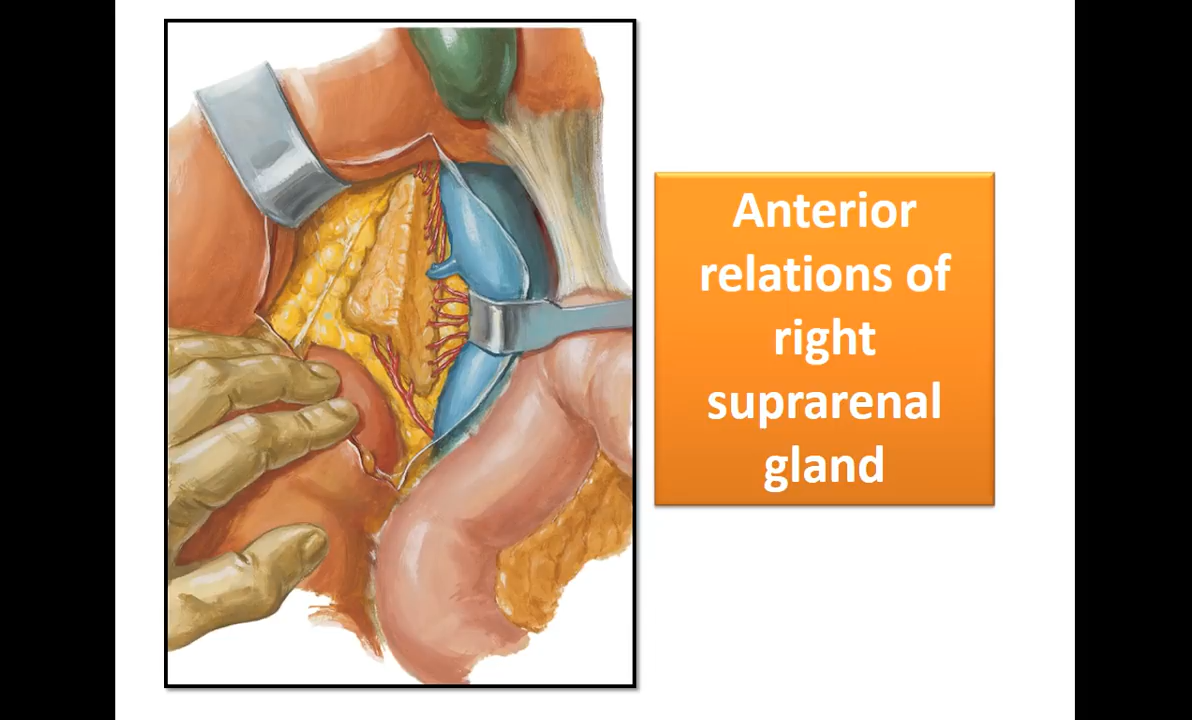 Anterior
relations of
right
suprarenal
gland